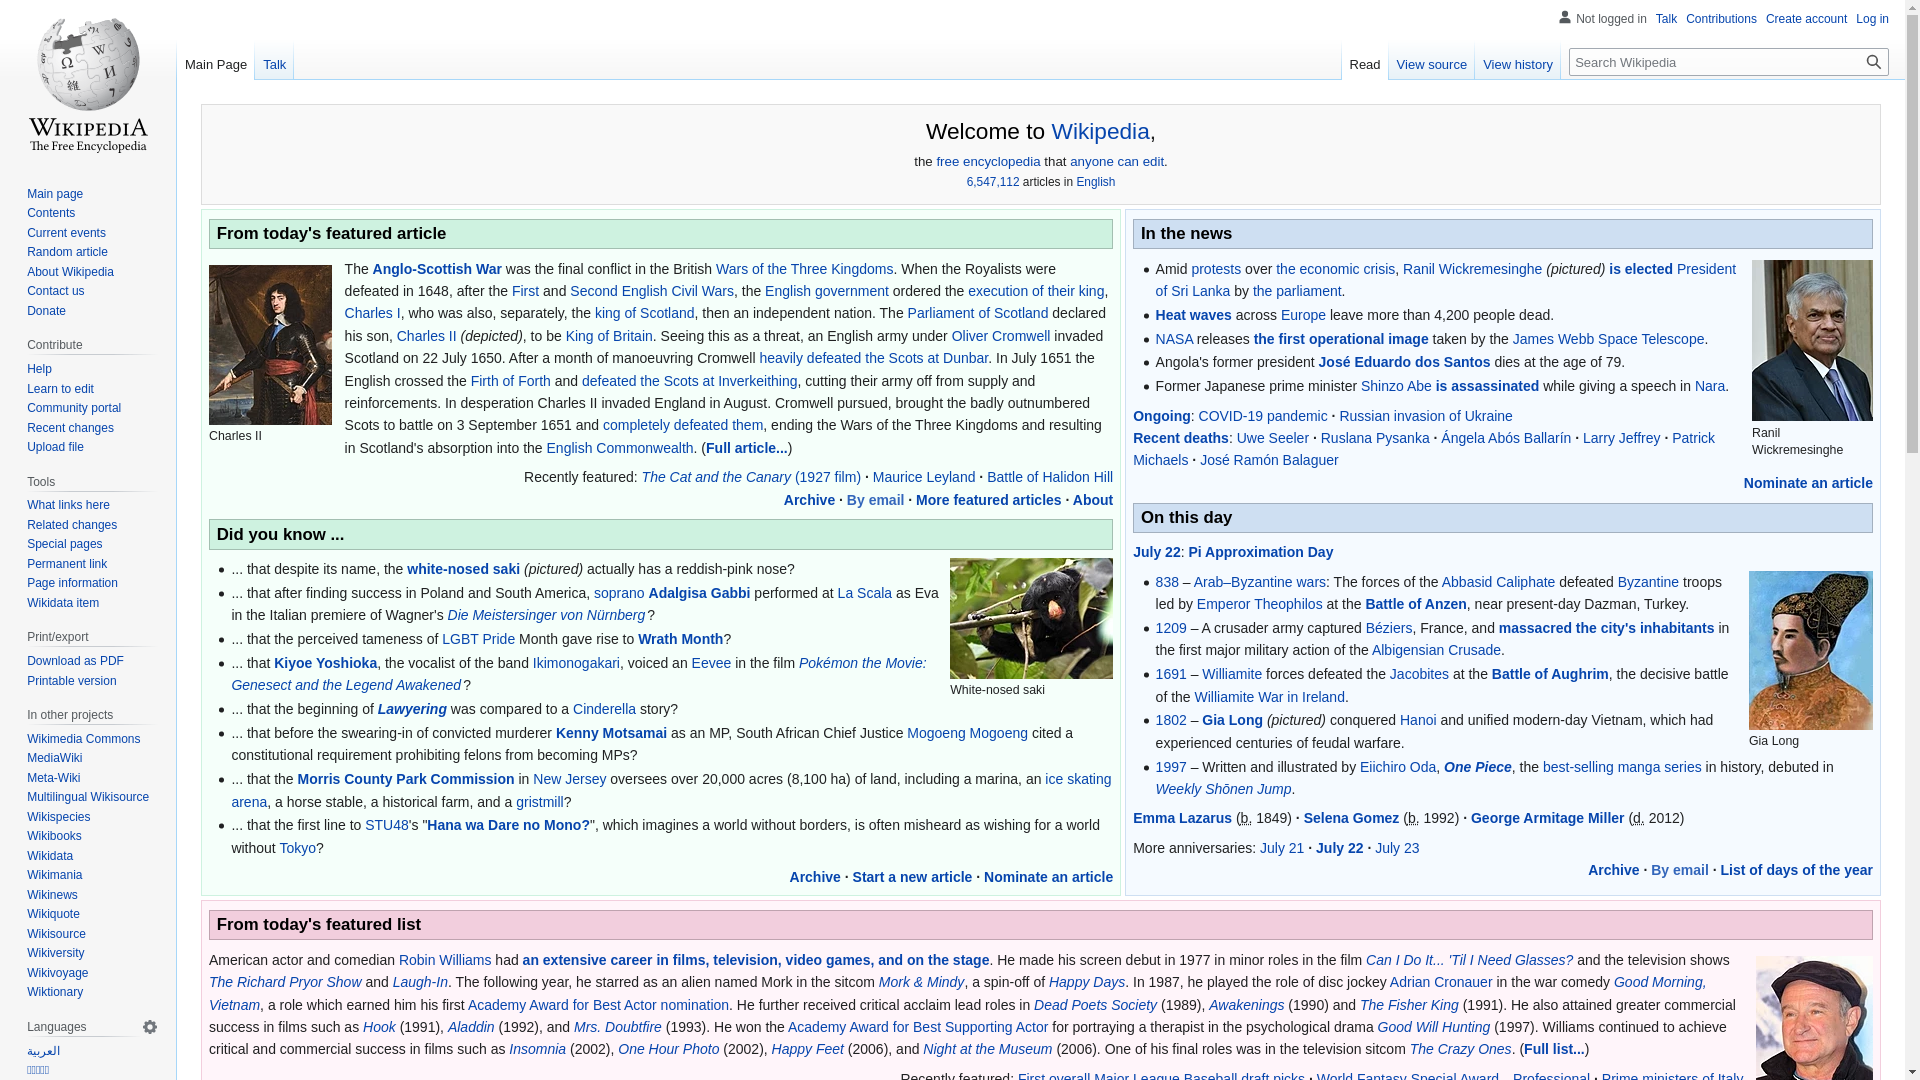 WIKIPEDIA
The Free Encyclopedia
Not logged in Talk Contributions Create account Log in
Main Page Talk
Read View source View history Search Wikipedia
Main page
Contents
Current events
Random article
About Wikipedia
Contact us
Donate
Contribute
Help
Learn to edit
Community portal
Recent changes
Upload file
Tools
What links here
Related changes
Special pages
Permanent link
Page information
Wikidata item
Print/export
Download as PDF
Printable version
In other projects
Wikimedia Commons
MediaWiki
Meta-Wiki
Multilingual Wikisource
Wikispecies
Wikibooks
Wikidata
Wikimania
Wikinews
Wikiquote
Wikisource
Wikiversity
Wikivoyage
Wiktionary
Languages
العربية
Welcome to Wikipedia,
the free encyclopedia that anyone can edit.
6,547,112 articles in English
From today's featured article
Charles II
The Anglo-Scottish War was the final conflict in the British Wars of the Three Kingdoms. When the Royalists were
defeated in 1648, after the First and Second English Civil Wars, the English government ordered the execution of their king,
Charles I, who was also, separately, the king of Scotland, then an independent nation. The Parliament of Scotland declared
his son, Charles II (depicted), to be King of Britain. Seeing this as a threat, an English army under Oliver Cromwell invaded
Scotland on 22 July 1650. After a month of manoeuvring Cromwell heavily defeated the Scots at Dunbar. In July 1651 the
English crossed the Firth of Forth and defeated the Scots at Inverkeithing, cutting their army off from supply and
reinforcements. In desperation Charles II invaded England in August. Cromwell pursued, brought the badly outnumbered
Scots to battle on 3 September 1651 and completely defeated them, ending the Wars of the Three Kingdoms and resulting
in Scotland's absorption into the English Commonwealth. (Full article...)
Recently featured: The Cat and the Canary (1927 film) · Maurice Leyland · Battle of Halidon Hill
Archive · By email · More featured articles · About
Did you know ...
White-nosed saki
... that despite its name, the white-nosed saki (pictured) actually has a reddish-pink nose?
... that after finding success in Poland and South America, soprano Adalgisa Gabbi performed at La Scala as Eva
in the Italian premiere of Wagner's Die Meistersinger von Nürnberg?
... that the perceived tameness of LGBT Pride Month gave rise to Wrath Month?
... that Kiyoe Yoshioka, the vocalist of the band Ikimonogakari, voiced an Eevee in the film Pokémon the Movie:
Genesect and the Legend Awakened?
... that the beginning of Lawyering was compared to a Cinderella story?
... that before the swearing-in of convicted murderer Kenny Motsamai as an MP, South African Chief Justice Mogoeng Mogoeng cited a
constitutional requirement prohibiting felons from becoming MPs?
... that the Morris County Park Commission in New Jersey oversees over 20,000 acres (8,100 ha) of land, including a marina, an ice skating
arena, a horse stable, a historical farm, and a gristmill?
... that the first line to STU48's "Hana wa Dare no Mono?", which imagines a world without borders, is often misheard as wishing for a world
without Tokyo?
Archive · Start a new article · Nominate an article
In the news
Ranil
Wickremesinghe
Amid protests over the economic crisis, Ranil Wickremesinghe (pictured) is elected President
of Sri Lanka by the parliament.
Heat waves across Europe leave more than 4,200 people dead.
NASA releases the first operational image taken by the James Webb Space Telescope.
Angola's former president José Eduardo dos Santos dies at the age of 79.
Former Japanese prime minister Shinzo Abe is assassinated while giving a speech in Nara.
Ongoing: COVID-19 pandemic · Russian invasion of Ukraine
Recent deaths: Uwe Seeler · Ruslana Pysanka · Ángela Abós Ballarín · Larry Jeffrey · Patrick
Michaels · José Ramón Balaguer
Nominate an article
On this day
July 22: Pi Approximation Day
Gia Long
838 – Arab–Byzantine wars: The forces of the Abbasid Caliphate defeated Byzantine troops
led by Emperor Theophilos at the Battle of Anzen, near present-day Dazman, Turkey.
1209 – A crusader army captured Béziers, France, and massacred the city's inhabitants in
the first major military action of the Albigensian Crusade.
1691 – Williamite forces defeated the Jacobites at the Battle of Aughrim, the decisive battle
of the Williamite War in Ireland.
1802 – Gia Long (pictured) conquered Hanoi and unified modern-day Vietnam, which had
experienced centuries of feudal warfare.
1997 – Written and illustrated by Eiichiro Oda, One Piece, the best-selling manga series in history, debuted in
Weekly Shōnen Jump.
Emma Lazarus (b. 1849) · Selena Gomez (b. 1992) · George Armitage Miller (d. 2012)
More anniversaries: July 21 · July 22 · July 23
Archive · By email · List of days of the year
From today's featured list
American actor and comedian Robin Williams had an extensive career in films, television, video games, and on the stage. He made his screen debut in 1977 in minor roles in the film Can I Do It... 'Til I Need Glasses? and the television shows
The Richard Pryor Show and Laugh-In. The following year, he starred as an alien named Mork in the sitcom Mork & Mindy, a spin-off of Happy Days. In 1987, he played the role of disc jockey Adrian Cronauer in the war comedy Good Morning,
Vietnam, a role which earned him his first Academy Award for Best Actor nomination. He further received critical acclaim lead roles in Dead Poets Society (1989), Awakenings (1990) and The Fisher King (1991). He also attained greater commercial
success in films such as Hook (1991), Aladdin (1992), and Mrs. Doubtfire (1993). He won the Academy Award for Best Supporting Actor for portraying a therapist in the psychological drama Good Will Hunting (1997). Williams continued to achieve
critical and commercial success in films such as Insomnia (2002), One Hour Photo (2002), Happy Feet (2006), and Night at the Museum (2006). One of his final roles was in the television sitcom The Crazy Ones. (Full list...)
Recently featured: First overall Major League Baseball draft picks · World Fantasy Special Award—Professional · Prime ministers of Italy